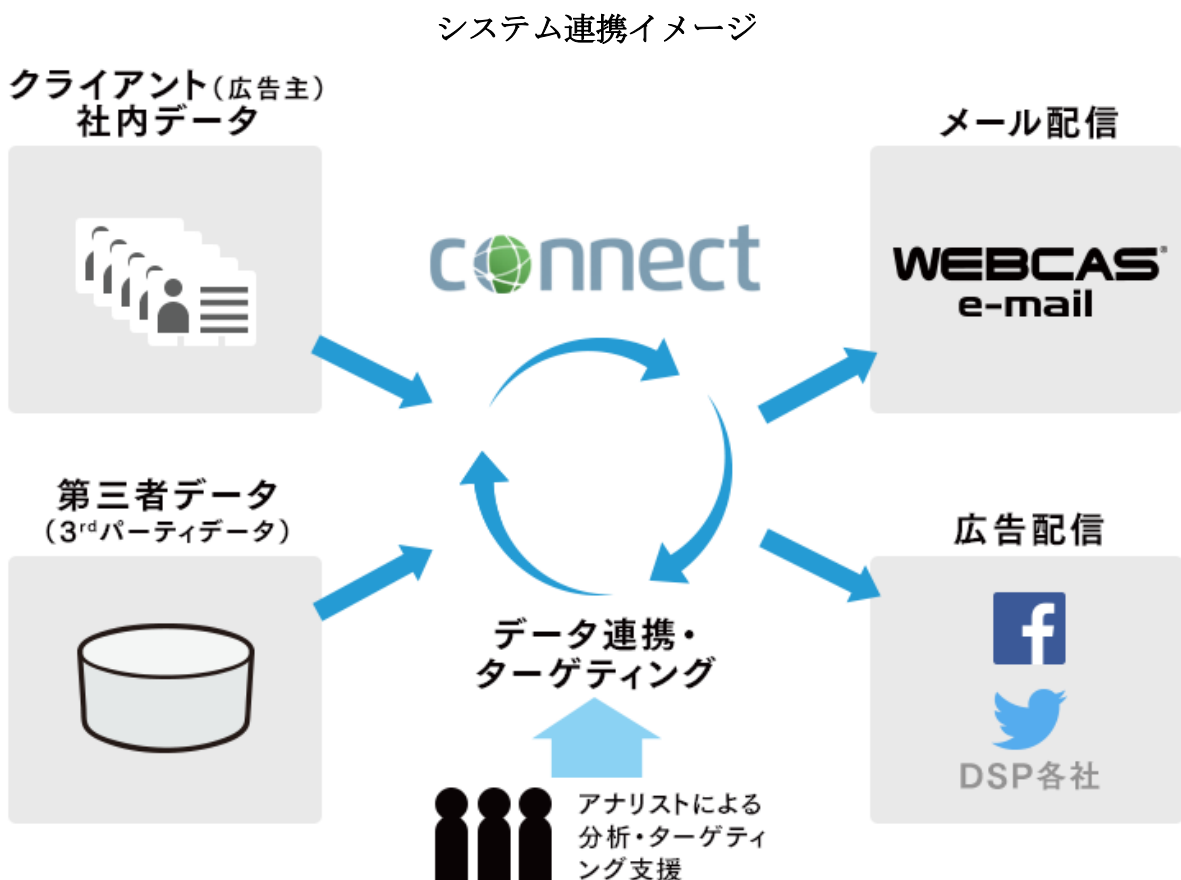 システム連携イメージ
クライアント(広告主)
社内データ
メール配信
connect
WEBCAS®
e-mail
第三者データ
(3rdパーティデータ)
広告配信
f
データ連携・
ターゲティング
DSP各社
アナリストによる
分析・ターゲティ
ング支援